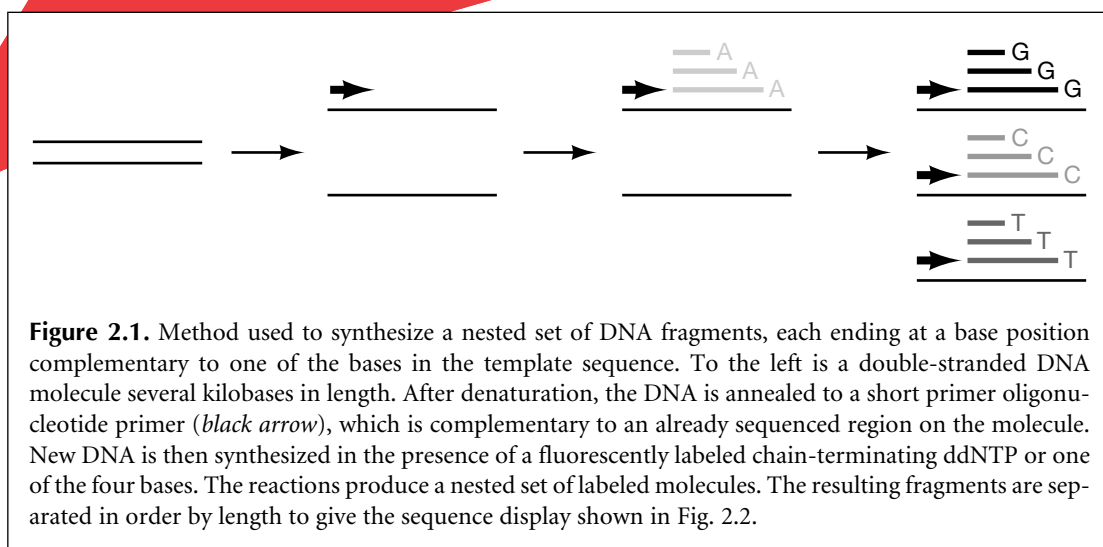 A
A
A
G
G
G
C
C
C
T
T
T
Figure 2.1. Method used to synthesize a nested set of DNA fragments, each ending at a base position
complementary to one of the bases in the template sequence. To the left is a double-stranded DNA
molecule several kilobases in length. After denaturation, the DNA is annealed to a short primer oligonu-
cleotide primer (black arrow), which is complementary to an already sequenced region on the molecule.
New DNA is then synthesized in the presence of a fluorescently labeled chain-terminating ddNTP or one
of the four bases. The reactions produce a nested set of labeled molecules. The resulting fragments are sep-
arated in order by length to give the sequence display shown in Fig. 2.2.